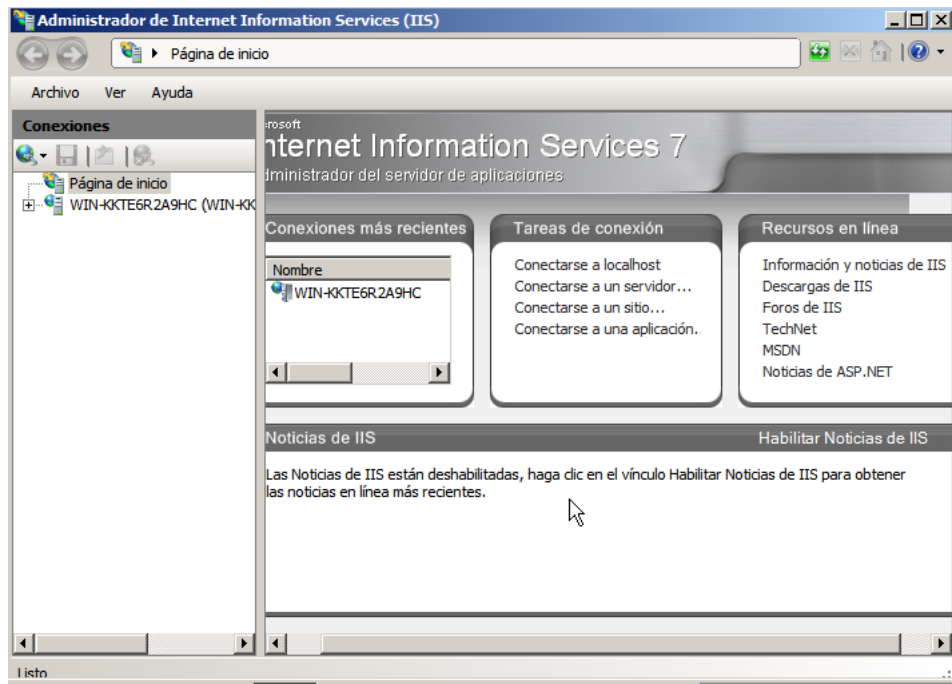 Administrador de Internet Information Services (IIS)
Página de inicio
Archivo Ver Ayuda
Conexiones
Página de inicio
WIN-KKTE6R2A9HC (WIN-KK
rosoft
nternet Information Services 7
dministrador del servidor de aplicaciones
Conexiones más recientes
Nombre
WIN-KKTE6R2A9HC
Tareas de conexión
Conectarse a localhost
Conectarse a un servidor...
Conectarse a un sitio...
Conectarse a una aplicación.
Recursos en línea
Información y noticias de IIS
Descargas de IIS
Foros de IIS
TechNet
MSDN
Noticias de ASP.NET
Noticias de IIS
Habilitar Noticias de IIS
Las Noticias de IIS están deshabilitadas, haga clic en el vínculo Habilitar Noticias de IIS para obtener
las noticias en línea más recientes.
Listo